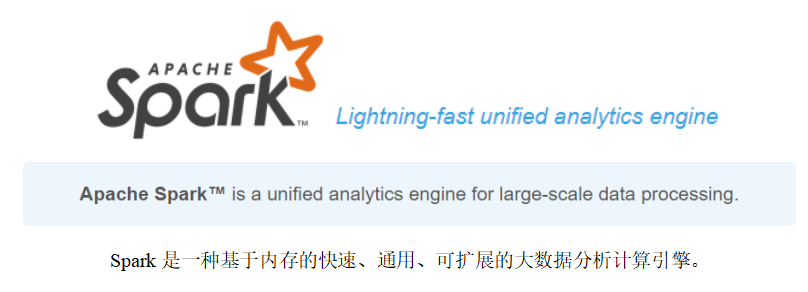 APACHE
Spark™ Lightning-fast unified analytics engine
Apache Spark™ is a unified analytics engine for large-scale data processing.
Spark 是一种基于内存的快速、通用、可扩展的大数据分析计算引擎。